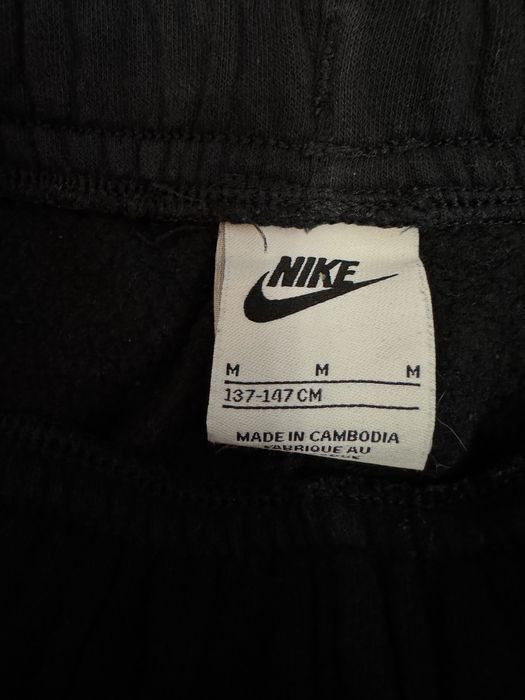 NIKE
M M M
137-147 CM
MADE IN CAMBODIA
FABRIQUE AU